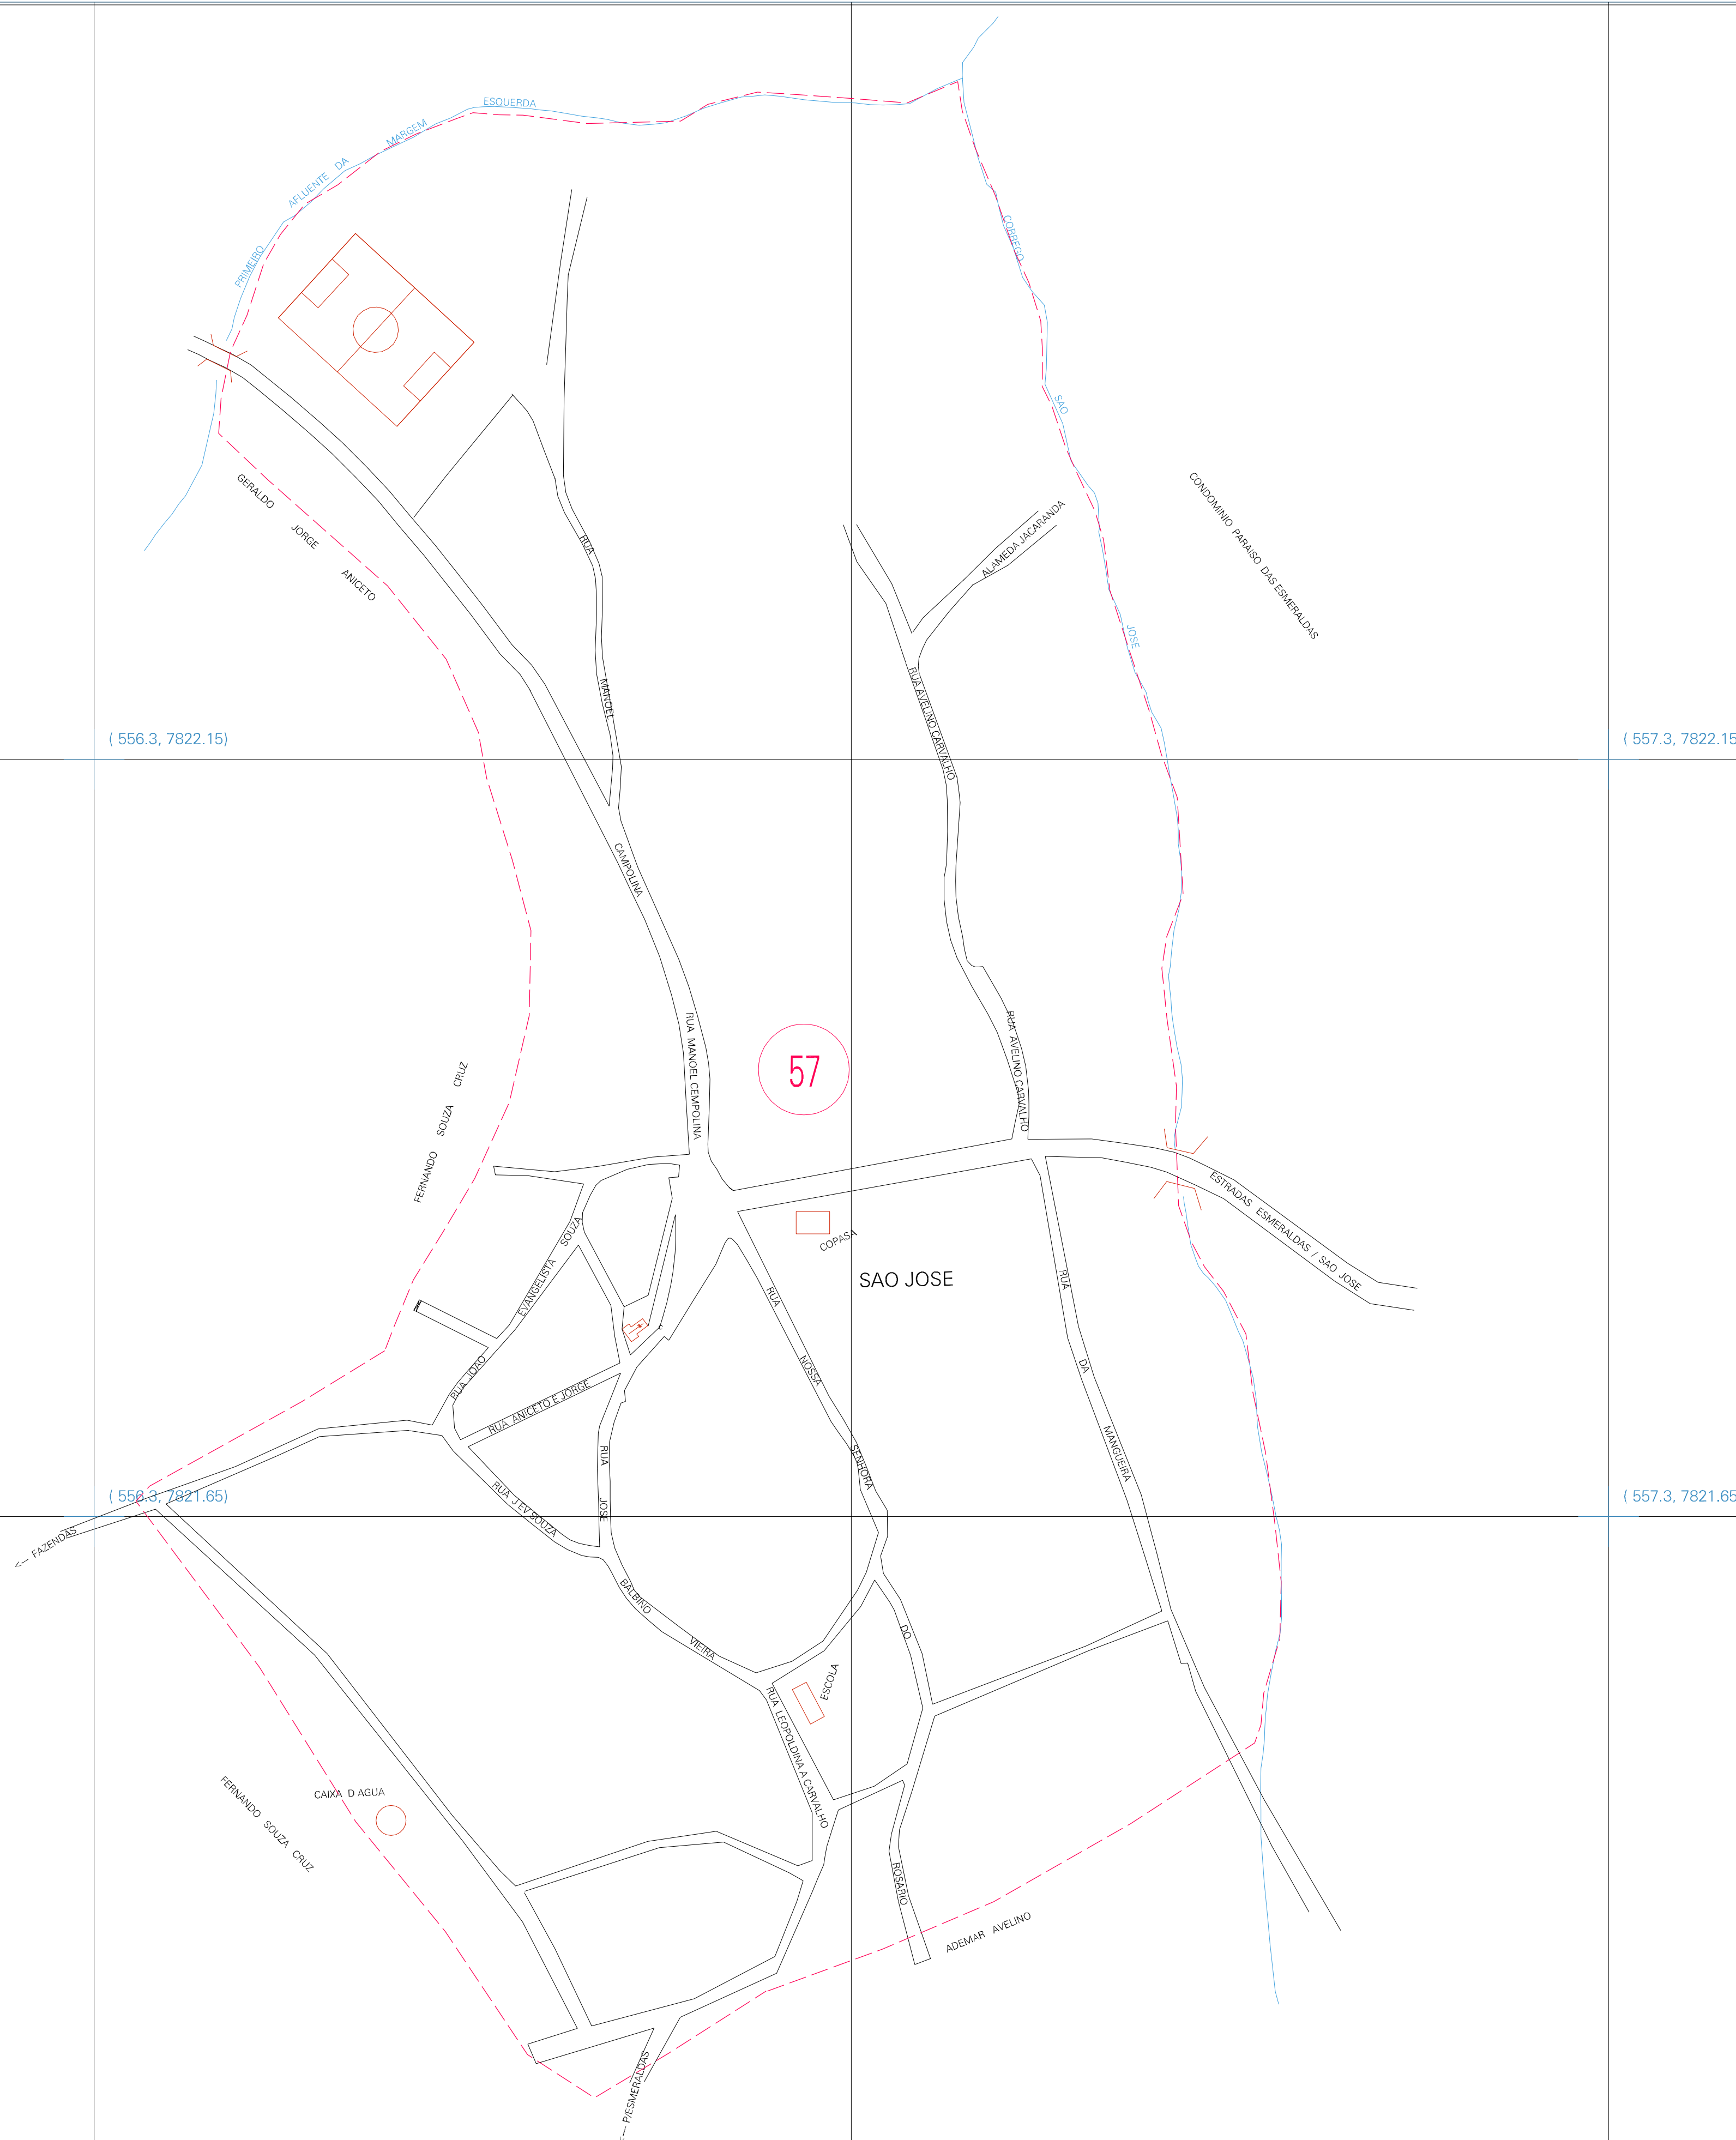 ESQUERDA
MARGEM
AFLUENTE DA
PRIMEIRO
CORREGO
SAO
JOSE
GERALDO JORGE ANICETO
CONDOMINIO PARAISO DAS ESMERALDAS
ALAMEDA JACARANDA
RUA
MANOEL
CAMPOLINA
RUA AVELINO CARVALHO
( 556.3, 7822.15)
( 557.3, 7822.15
RUA MANOEL CEMPOLINA
57
RUA AVELINO CARVALHO
FERNANDO SOUZA CRUZ
ESTRADAS ESMERALDAS / SAO JOSE
COPASA
SAO JOSE
RUA JOAO EVANGELISTA SOUZA
C
RUA ANICETO E JORGE
RUA J EV SOUZA
RUA JOSE BALBINO VIEIRA
RUA NOSSA SENHORA DO ROSARIO
RUA DA MANGUEIRA
( 556.3, 7821.65)
( 557.3, 7821.65
<--- FAZENDAS
ESCOLA
RUA LEOPOLDINA A CARVALHO
CAIXA D AGUA
FERNANDO SOUZA CRUZ
ADEMAR AVELINO
<--- P/ESMERALDAS